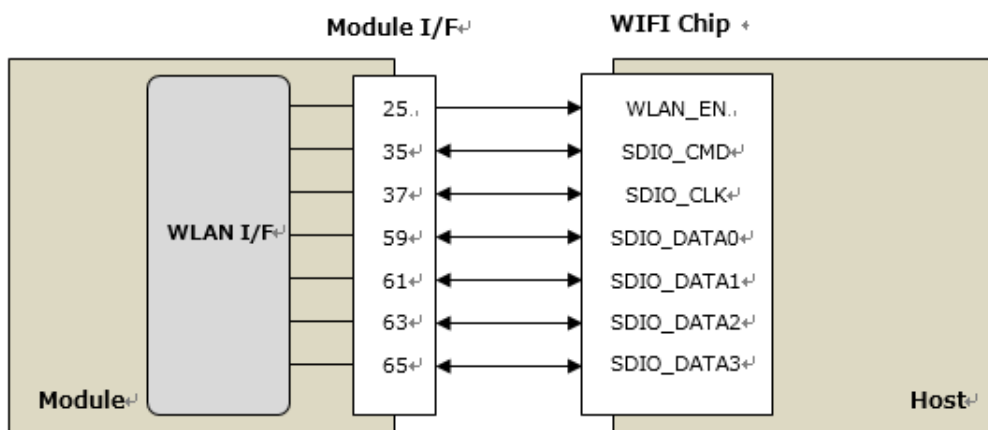 Module I/F
WIFI Chip
25
WLAN_EN
35
SDIO_CMD
37
SDIO_CLK
WLAN I/F
59
SDIO_DATA0
61
SDIO_DATA1
63
SDIO_DATA2
65
SDIO_DATA3
Module
Host